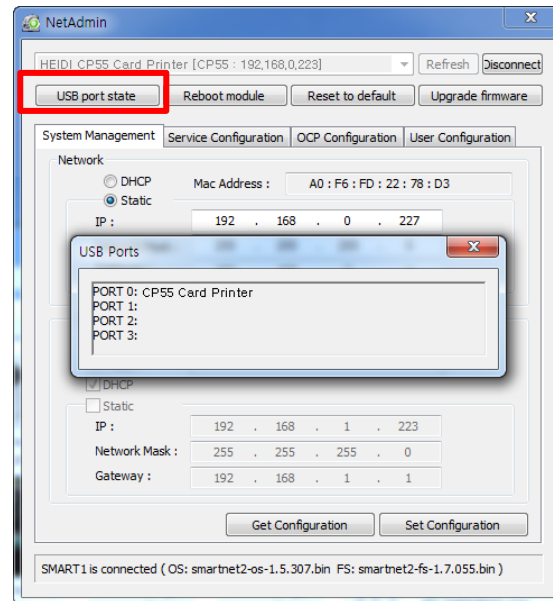 NetAdmin
HEIDI CP55 Card Printer [CP55 : 192,168,0,223] Refresh Disconnect
USB port state Reboot module Reset to default Upgrade firmware
System Management Service Configuration OCP Configuration User Configuration
Network
DHCP Mac Address : A0 : F6 : FD : 22 : 78 : D3
Static
IP : 192 . 168 . 0 . 227
USB Ports
PORT 0: CP55 Card Printer
PORT 1:
PORT 2:
PORT 3:
DHCP
Static
IP : 192 . 168 . 1 . 223
Network Mask : 255 . 255 . 255 . 0
Gateway : 192 . 168 . 1 . 1
Get Configuration Set Configuration
SMART1 is connected ( OS: smartnet2-os-1.5.307.bin FS: smartnet2-fs-1.7.055.bin )